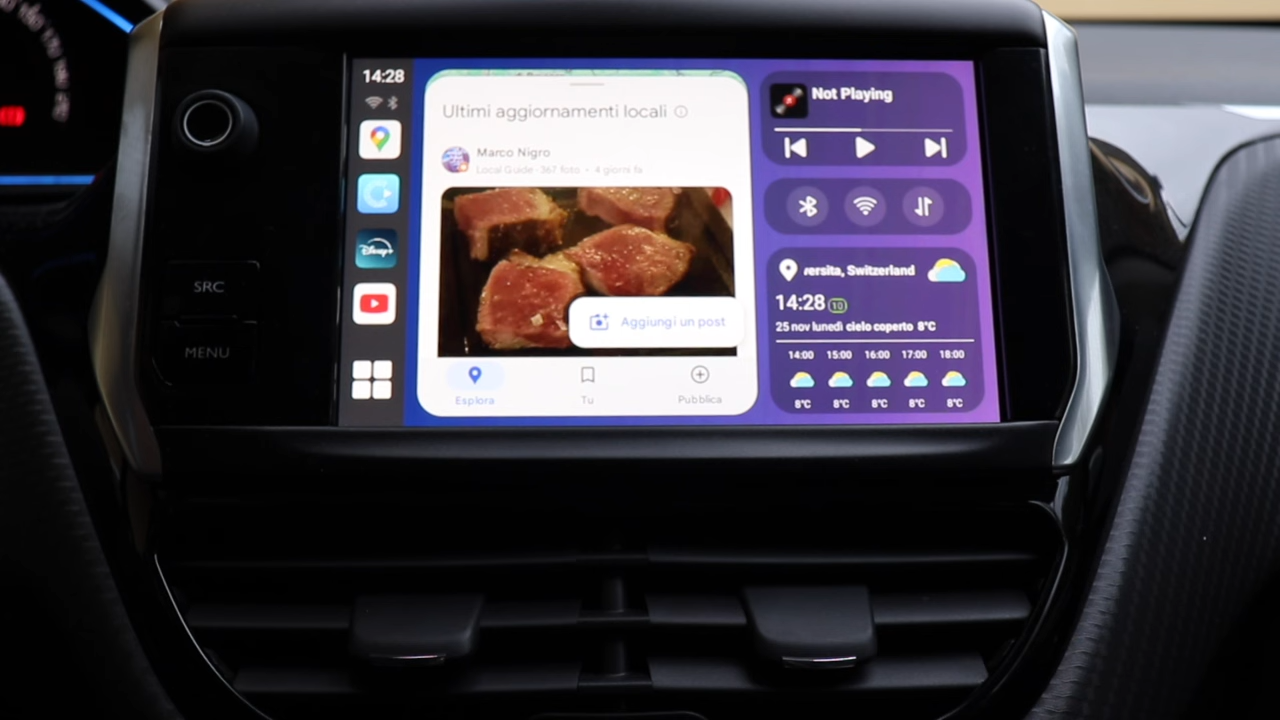 SRC
MENU
14:28
Disney+
Ultimi aggiornamenti locali
Marco Nigro
Local Guide · 367 foto · 4 giorni fa
Aggiungi un post
Esplora
Tu
Pubblica
Not Playing
versita, Switzerland
14:28 10
25 nov lunedì cielo coperto 8°C
14:00 15:00 16:00 17:00 18:00
8°C 8°C 8°C 8°C 8°C